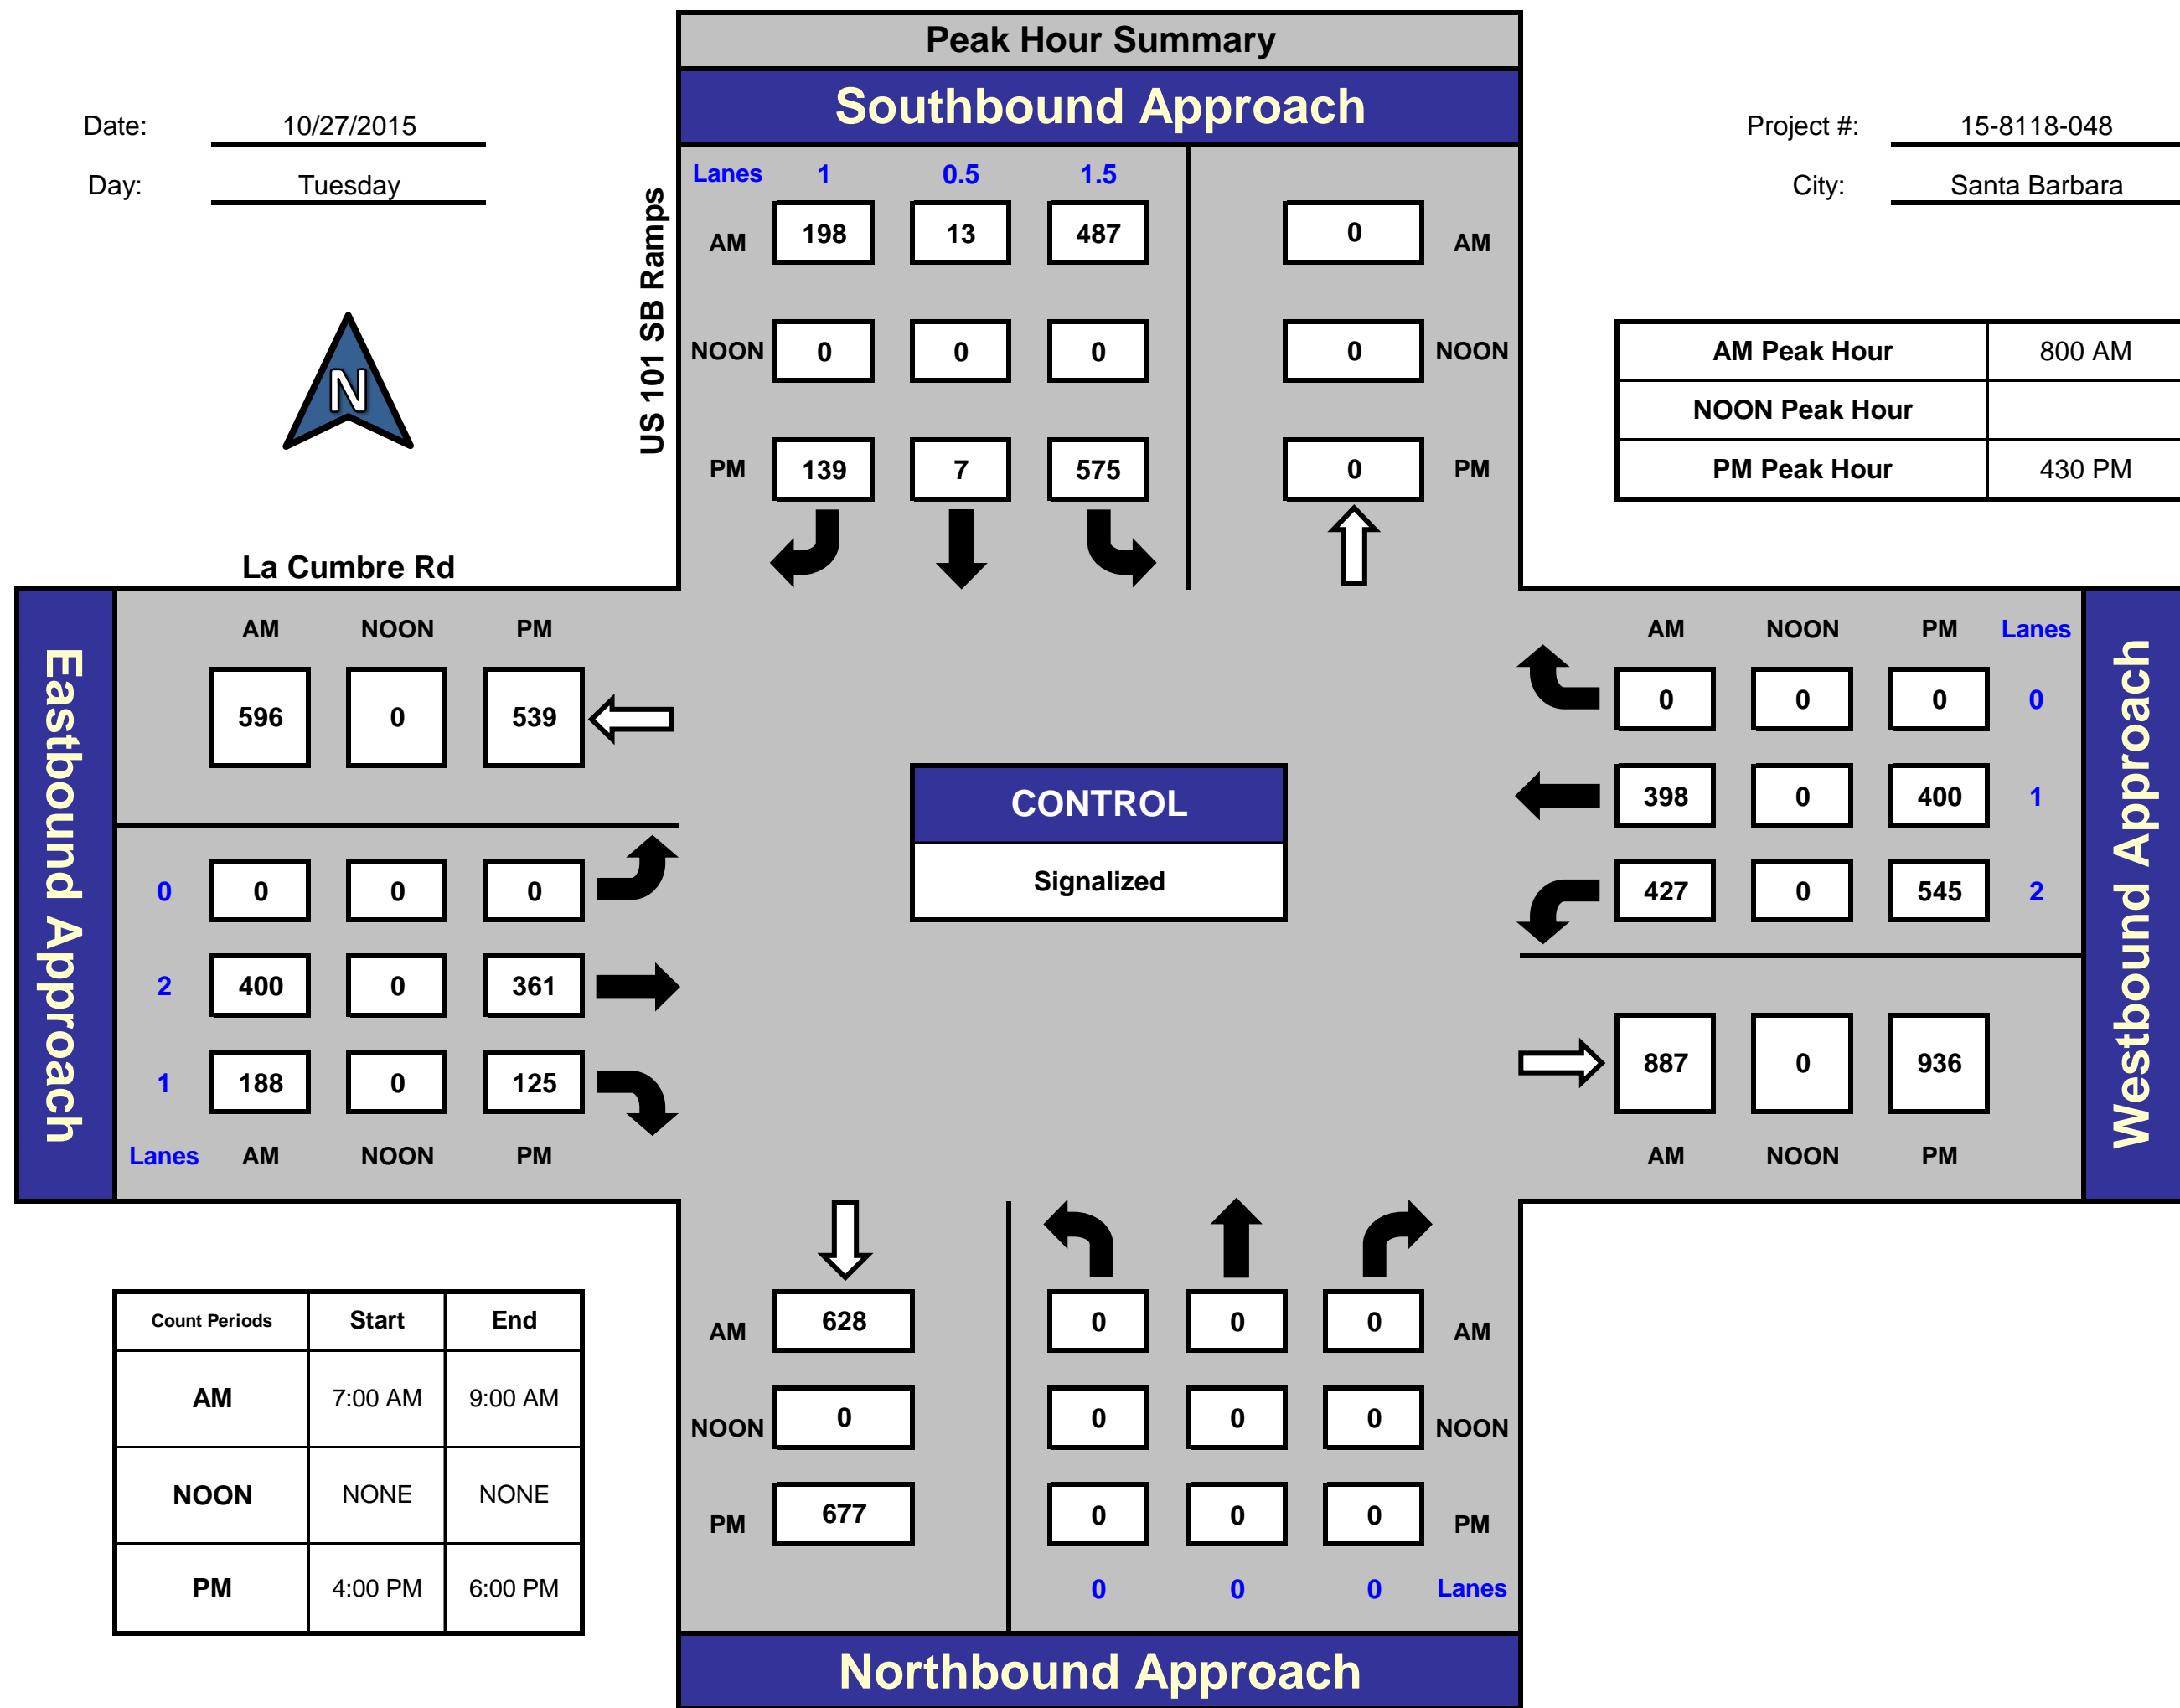 Peak Hour Summary
Southbound Approach
Date: 10/27/2015
Project #: 15-8118-048
Day: Tuesday
City: Santa Barbara
US 101 SB Ramps
Lanes 1 0.5 1.5
AM 198 13 487 0 AM
NOON 0 0 0 0 NOON
PM 139 7 575 0 PM
N
AM Peak Hour 800 AM
NOON Peak Hour
PM Peak Hour 430 PM
La Cumbre Rd
Eastbound Approach
AM NOON PM
596 0 539
0 0 0 0
2 400 0 361
1 188 0 125
Lanes AM NOON PM
CONTROL
Signalized
AM NOON PM Lanes
0 0 0 0
398 0 400 1
427 0 545 2
887 0 936
AM NOON PM
Westbound Approach
Count Periods Start End
AM 7:00 AM 9:00 AM
NOON NONE NONE
PM 4:00 PM 6:00 PM
AM 628 0 0 0 AM
NOON 0 0 0 0 NOON
PM 677 0 0 0 PM
0 0 0 Lanes
Northbound Approach